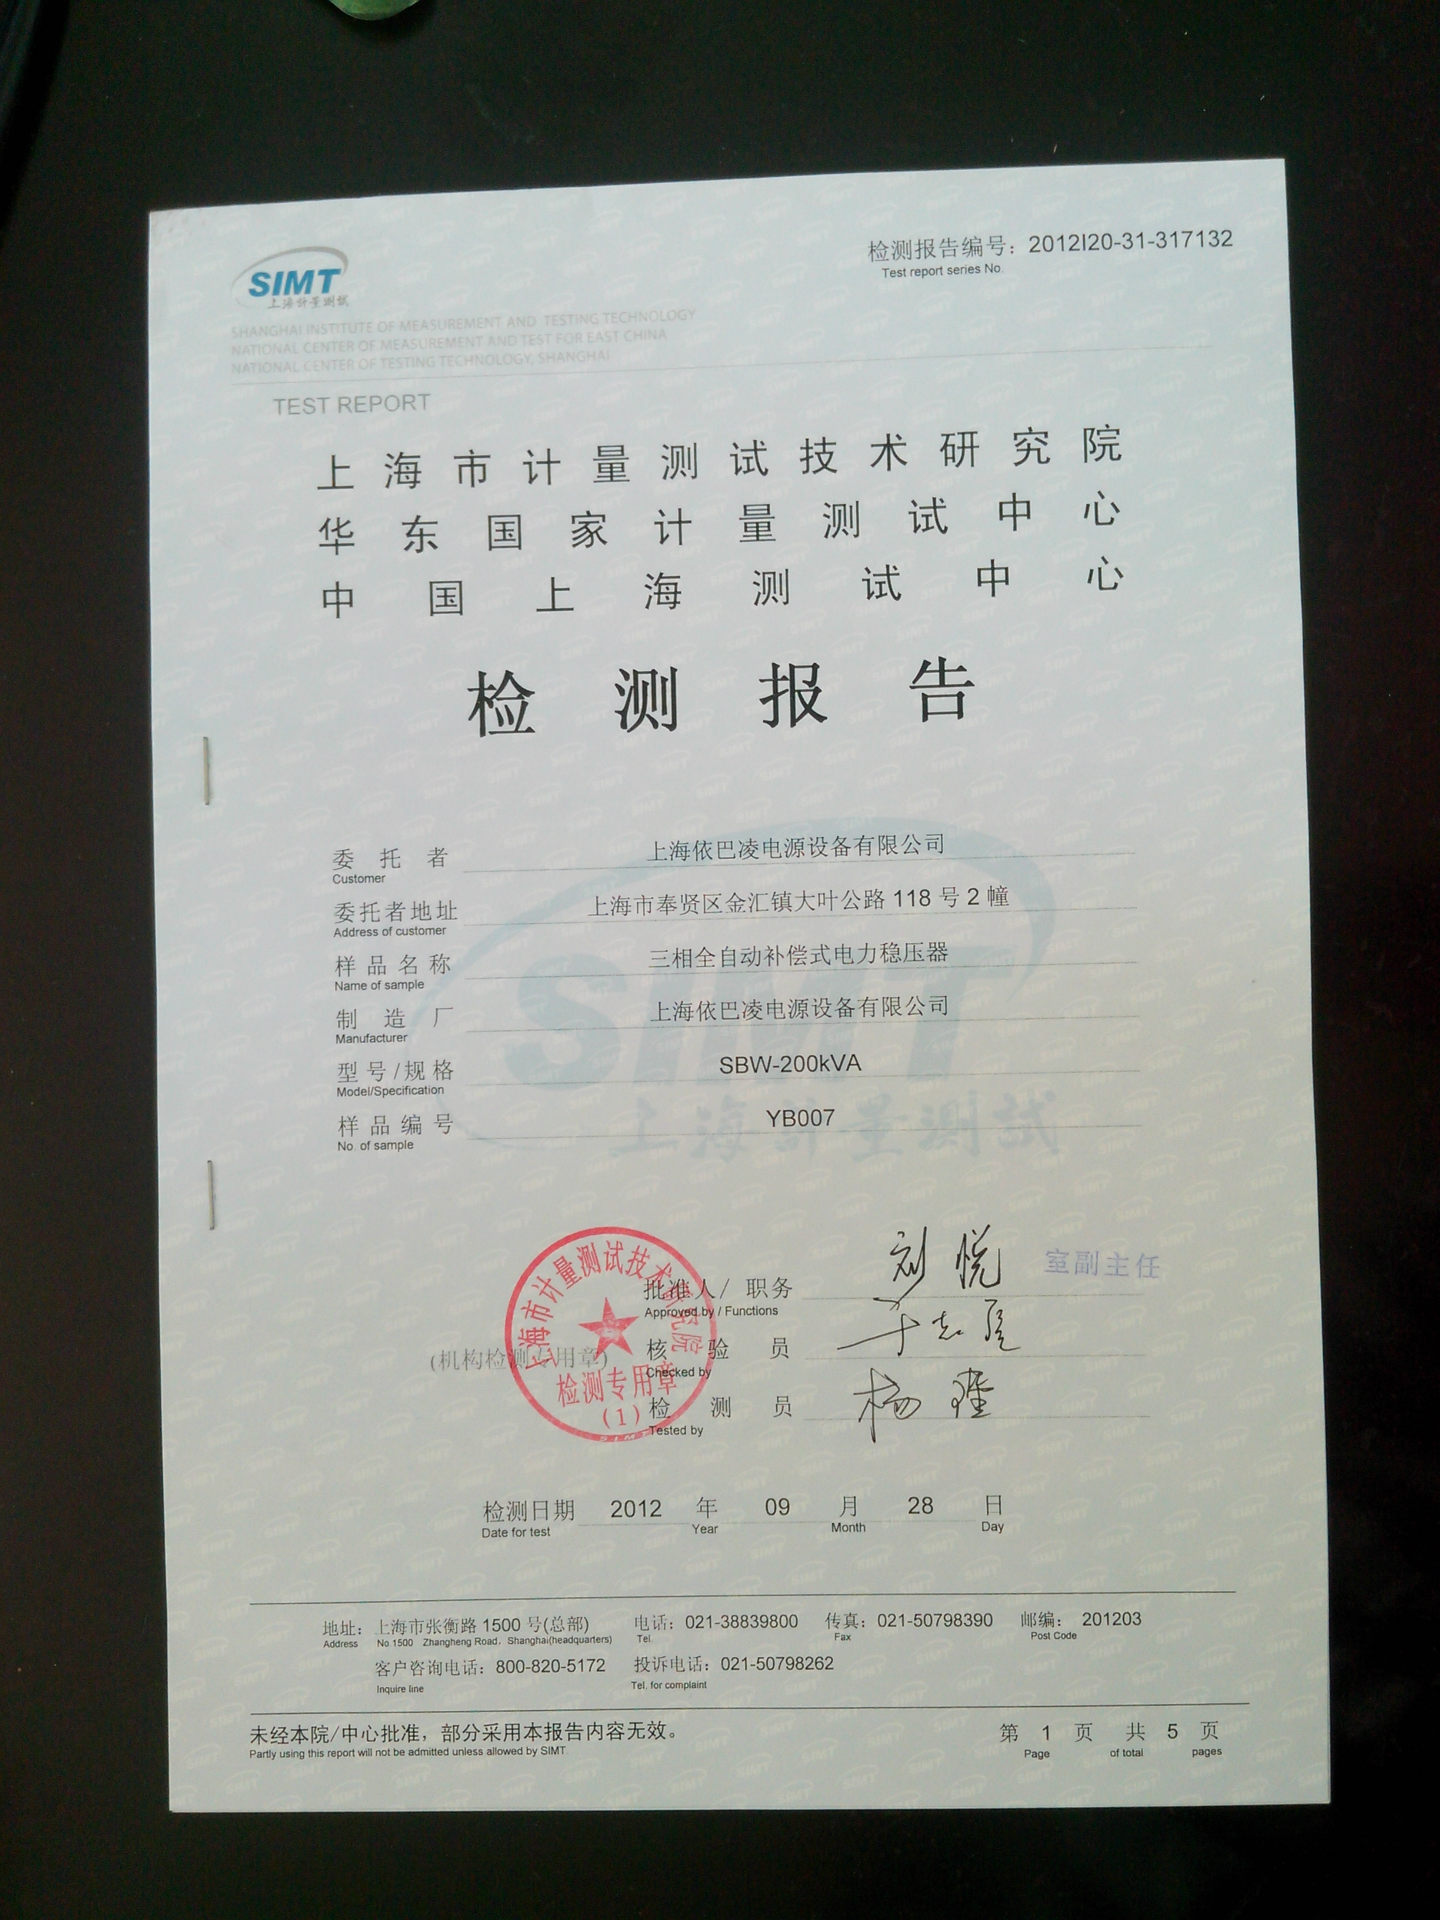 SIMT
上海計量測試
检测报告编号：2012I20-31-317132
Test report series No.
SHANGHAI INSTITUTE OF MEASUREMENT AND TESTING TECHNOLOGY
NATIONAL CENTER OF MEASUREMENT AND TEST FOR EAST CHINA
NATIONAL CENTER OF TESTING TECHNOLOGY, SHANGHAI
TEST REPORT
上海市计量测试技术研究院
华东国家计量测试中心
中国上海测试中心
检测报告
委托者 上海依巴凌电源设备有限公司
Customer
委托者地址 上海市奉贤区金汇镇大叶公路 118 号 2 幢
Address of customer
样品名称 三相全自动补偿式电力稳压器
Name of sample
制造厂 上海依巴凌电源设备有限公司
Manufacturer
型号/规格 SBW-200kVA
Model/Specification
样品编号 YB007
No. of sample
SIMT
上海計量測試
批准人/职务 刘悦 室副主任
Approved by / Functions
核验员
Checked by
检测员 杨
Tested by
(机构检测专用章)
上海市计量测试技术研究院
检测专用章
(1)
SIMT
检测日期 2012 年 09 月 28 日
Date for test Year Month Day
地址：上海市张衡路 1500 号(总部) 电话：021-38839800 传真：021-50798390 邮编：201203
Address No.1500 Zhangheng Road, Shanghai(headquarters) Tel. Fax Post Code
客户咨询电话：800-820-5172 投诉电话：021-50798262
Inquire line Tel. for complaint
未经本院/中心批准，部分采用本报告内容无效。 第 1 页 共 5 页
Partly using this report will not be admitted unless allowed by SIMT. Page of total pages